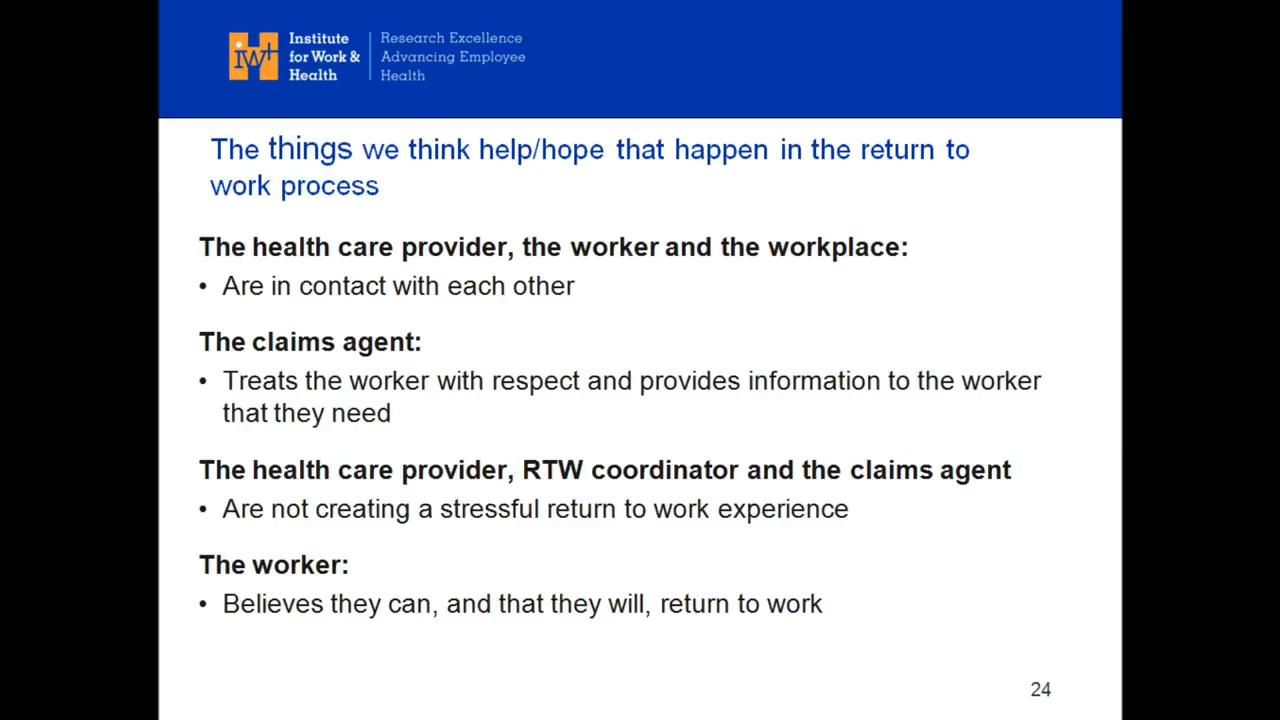 iwh
Institute
for Work &
Health
Research Excellence
Advancing Employee
Health
The things we think help/hope that happen in the return to
work process
The health care provider, the worker and the workplace:
• Are in contact with each other
The claims agent:
• Treats the worker with respect and provides information to the worker
that they need
The health care provider, RTW coordinator and the claims agent
• Are not creating a stressful return to work experience
The worker:
• Believes they can, and that they will, return to work
24